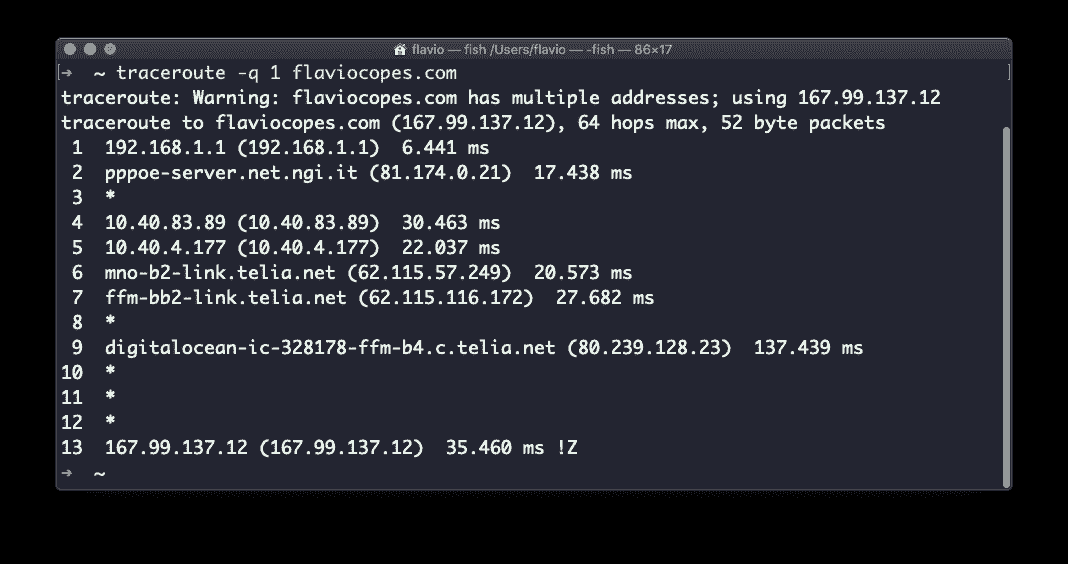 flavio — fish /Users/flavio — -fish — 86×17
[➜  ~ traceroute -q 1 flaviocopes.com ]
traceroute: Warning: flaviocopes.com has multiple addresses; using 167.99.137.12
traceroute to flaviocopes.com (167.99.137.12), 64 hops max, 52 byte packets
 1  192.168.1.1 (192.168.1.1)  6.441 ms
 2  pppoe-server.net.ngi.it (81.174.0.21)  17.438 ms
 3  *
 4  10.40.83.89 (10.40.83.89)  30.463 ms
 5  10.40.4.177 (10.40.4.177)  22.037 ms
 6  mno-b2-link.telia.net (62.115.57.249)  20.573 ms
 7  ffm-bb2-link.telia.net (62.115.116.172)  27.682 ms
 8  *
 9  digitalocean-ic-328178-ffm-b4.c.telia.net (80.239.128.23)  137.439 ms
10  *
11  *
12  *
13  167.99.137.12 (167.99.137.12)  35.460 ms !Z
➜  ~